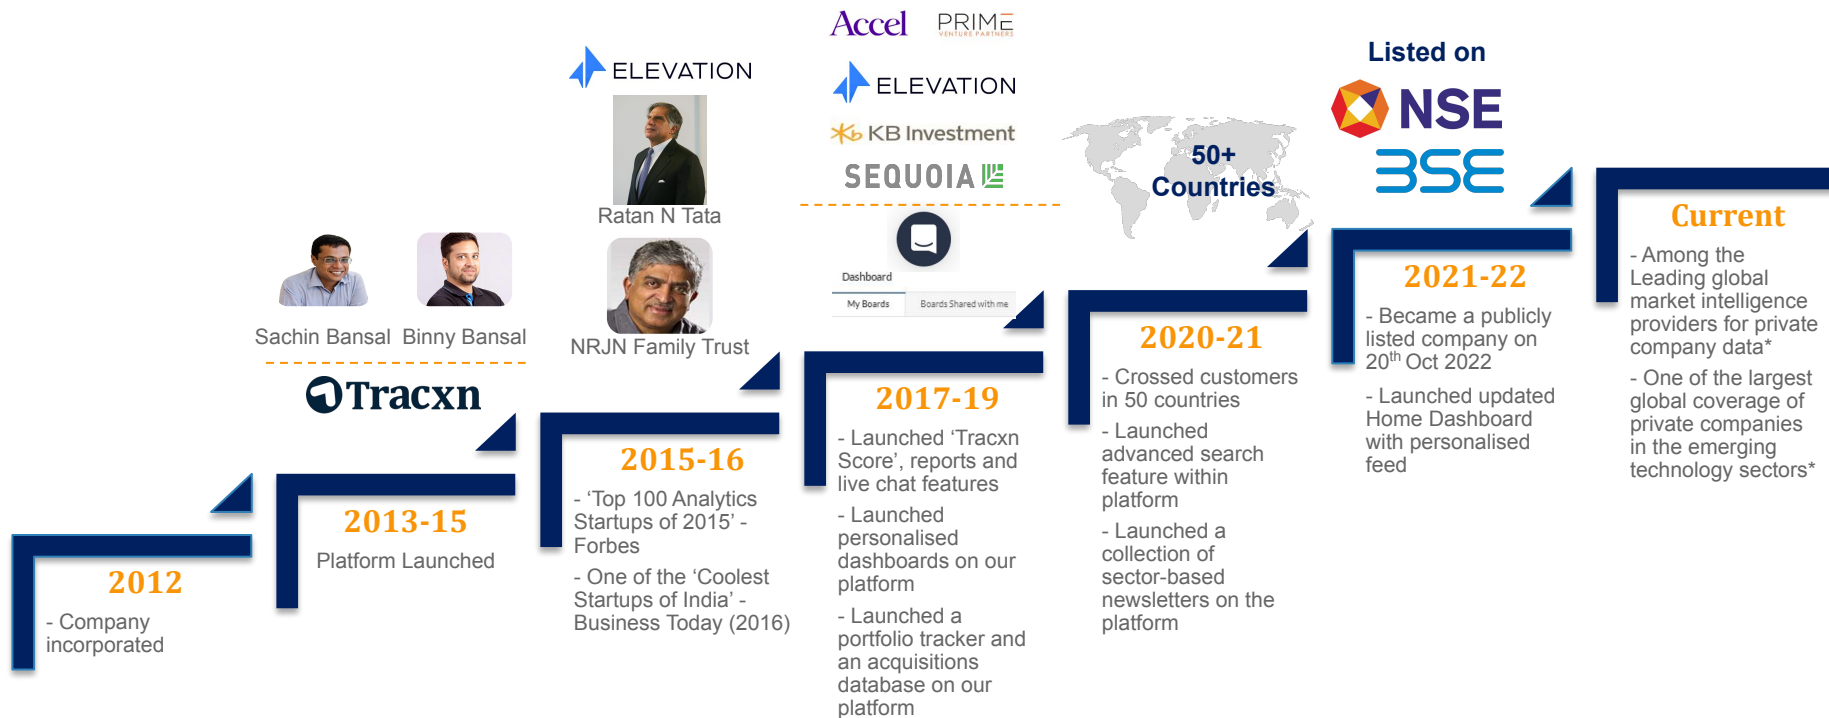 2012
- Company
incorporated
Sachin Bansal
Binny Bansal
Tracxn
2013-15
Platform Launched
ELEVATION
Ratan N Tata
NRJN Family Trust
2015-16
- ‘Top 100 Analytics
Startups of 2015’ -
Forbes
- One of the ‘Coolest
Startups of India’ -
Business Today (2016)
Accel
PRIME
VENTURE PARTNERS
ELEVATION
KB Investment
SEQUOIA
Dashboard
My Boards
Boards Shared with me
2017-19
- Launched ‘Tracxn
Score’, reports and
live chat features
- Launched
personalised
dashboards on our
platform
- Launched a
portfolio tracker and
an acquisitions
database on our
platform
50+
Countries
2020-21
- Crossed customers
in 50 countries
- Launched
advanced search
feature within
platform
- Launched a
collection of
sector-based
newsletters on the
platform
Listed on
NSE
BSE
2021-22
- Became a publicly
listed company on
20th Oct 2022
- Launched updated
Home Dashboard
with personalised
feed
Current
- Among the
Leading global
market intelligence
providers for private
company data*
- One of the largest
global coverage of
private companies
in the emerging
technology sectors*